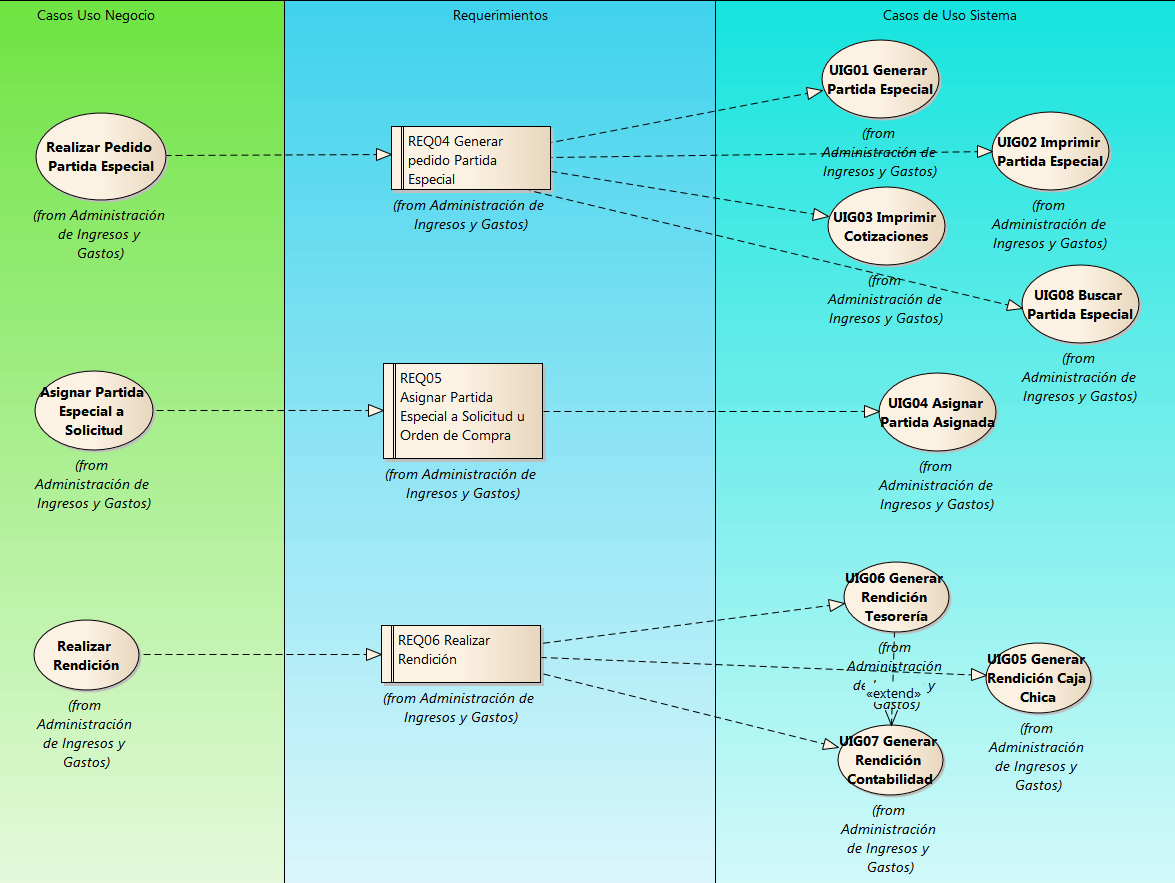 Casos Uso Negocio
Requerimientos
Casos de Uso Sistema
Realizar Pedido
Partida Especial
(from Administración
de Ingresos y
Gastos)
REQ04 Generar
pedido Partida
Especial
(from Administración de
Ingresos y Gastos)
UIG01 Generar
Partida Especial
(from
Administración de
Ingresos y Gastos)
UIG02 Imprimir
Partida Especial
(from
Administración de
Ingresos y Gastos)
UIG03 Imprimir
Cotizaciones
(from
Administración de
Ingresos y Gastos)
UIG08 Buscar
Partida Especial
(from
Administración de
Ingresos y Gastos)
Asignar Partida
Especial a
Solicitud
(from
Administración de
Ingresos y Gastos)
REQ05
Asignar Partida
Especial a Solicitud u
Orden de Compra
(from Administración de
Ingresos y Gastos)
UIG04 Asignar
Partida Asignada
(from
Administración de
Ingresos y Gastos)
Realizar
Rendición
(from
Administración
de Ingresos y
Gastos)
REQ06 Realizar
Rendición
(from Administración de
Ingresos y Gastos)
UIG06 Generar
Rendición
Tesorería
(from
Administración
de y
«extend»
Gastos)
UIG05 Generar
Rendición Caja
Chica
(from
Administración
de Ingresos y
Gastos)
UIG07 Generar
Rendición
Contabilidad
(from
Administración
de Ingresos y
Gastos)